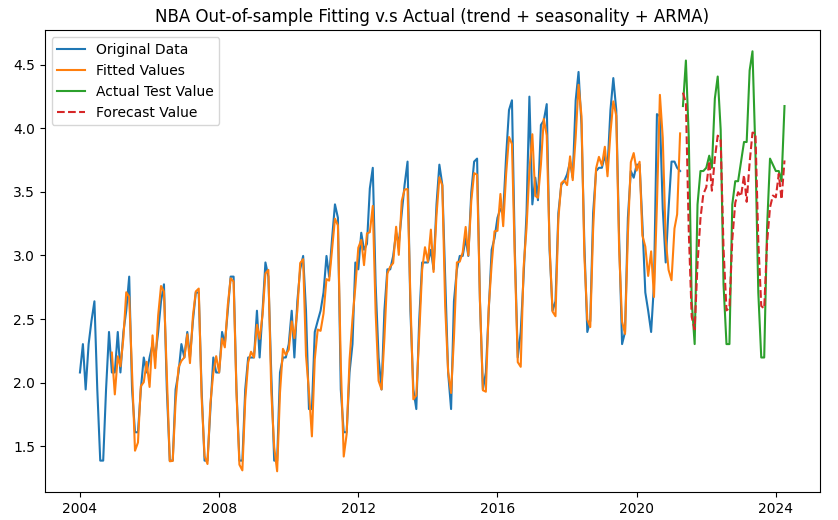 NBA Out-of-sample Fitting v.s Actual (trend + seasonality + ARMA)
Original Data
Fitted Values
Actual Test Value
Forecast Value
4.5
4.0
3.5
3.0
2.5
2.0
1.5
2004 2008 2012 2016 2020 2024